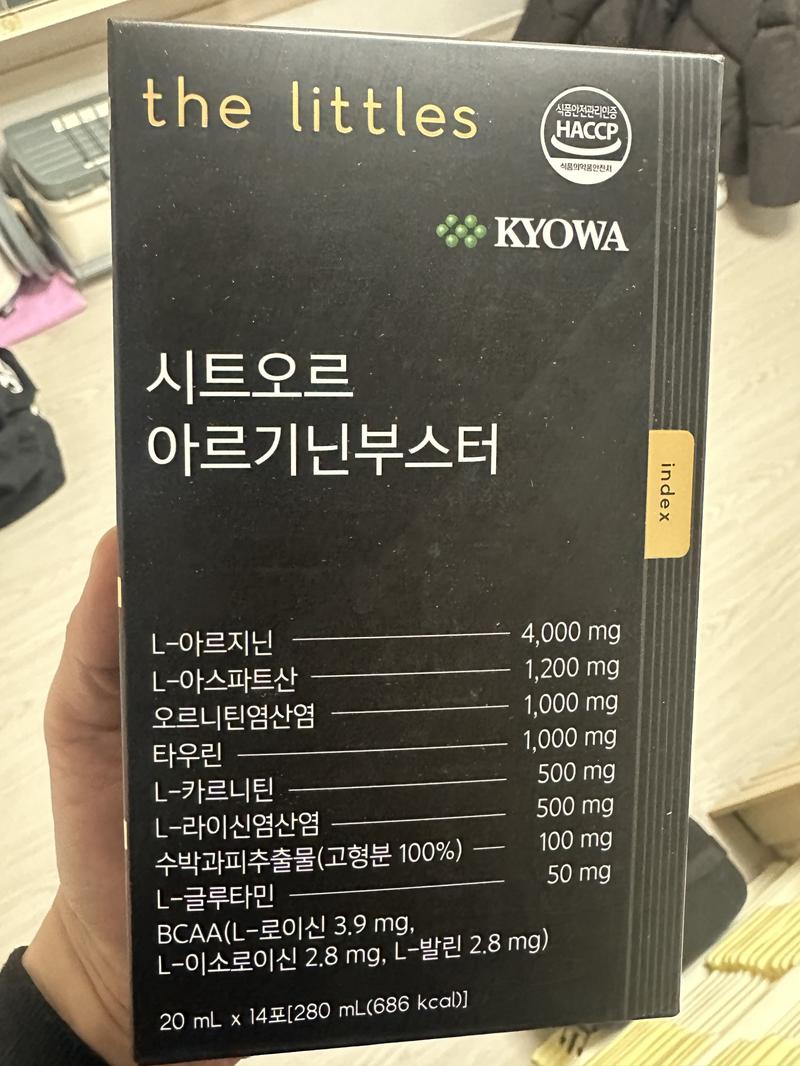 the littles
식품안전관리인증
HACCP
식품의약품안전처
KYOWA
시트오르
아르기닌부스터
index
L-아르지닌 4,000 mg
L-아스파트산 1,200 mg
오르니틴염산염 1,000 mg
타우린 1,000 mg
L-카르니틴 500 mg
L-라이신염산염 500 mg
수박과피추출물(고형분 100%) 100 mg
L-글루타민 50 mg
BCAA(L-로이신 3.9 mg,
L-이소로이신 2.8 mg, L-발린 2.8 mg)
20 mL x 14포[280 mL(686 kcal)]